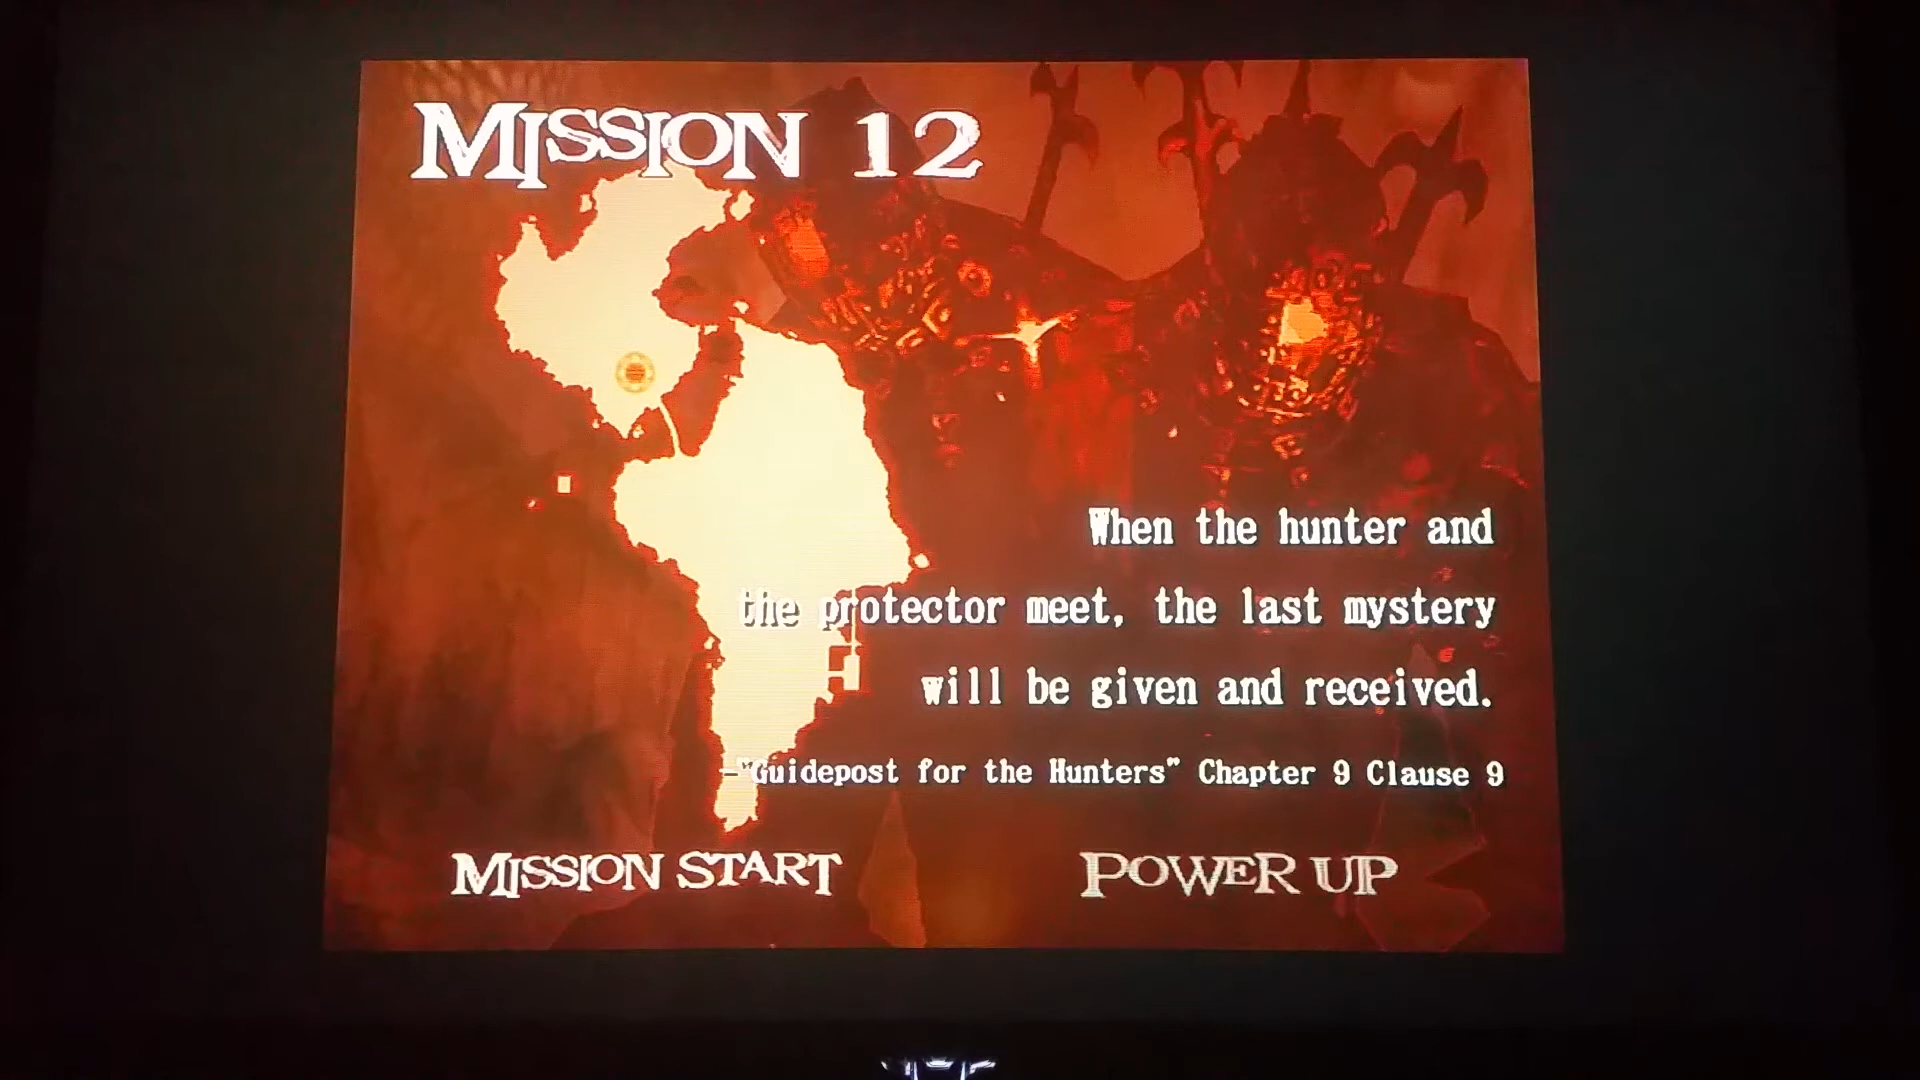 MISSION 12
When the hunter and
the protector meet, the last mystery
will be given and received.
-"Guidepost for the Hunters" Chapter 9 Clause 9
MISSION START
POWER UP